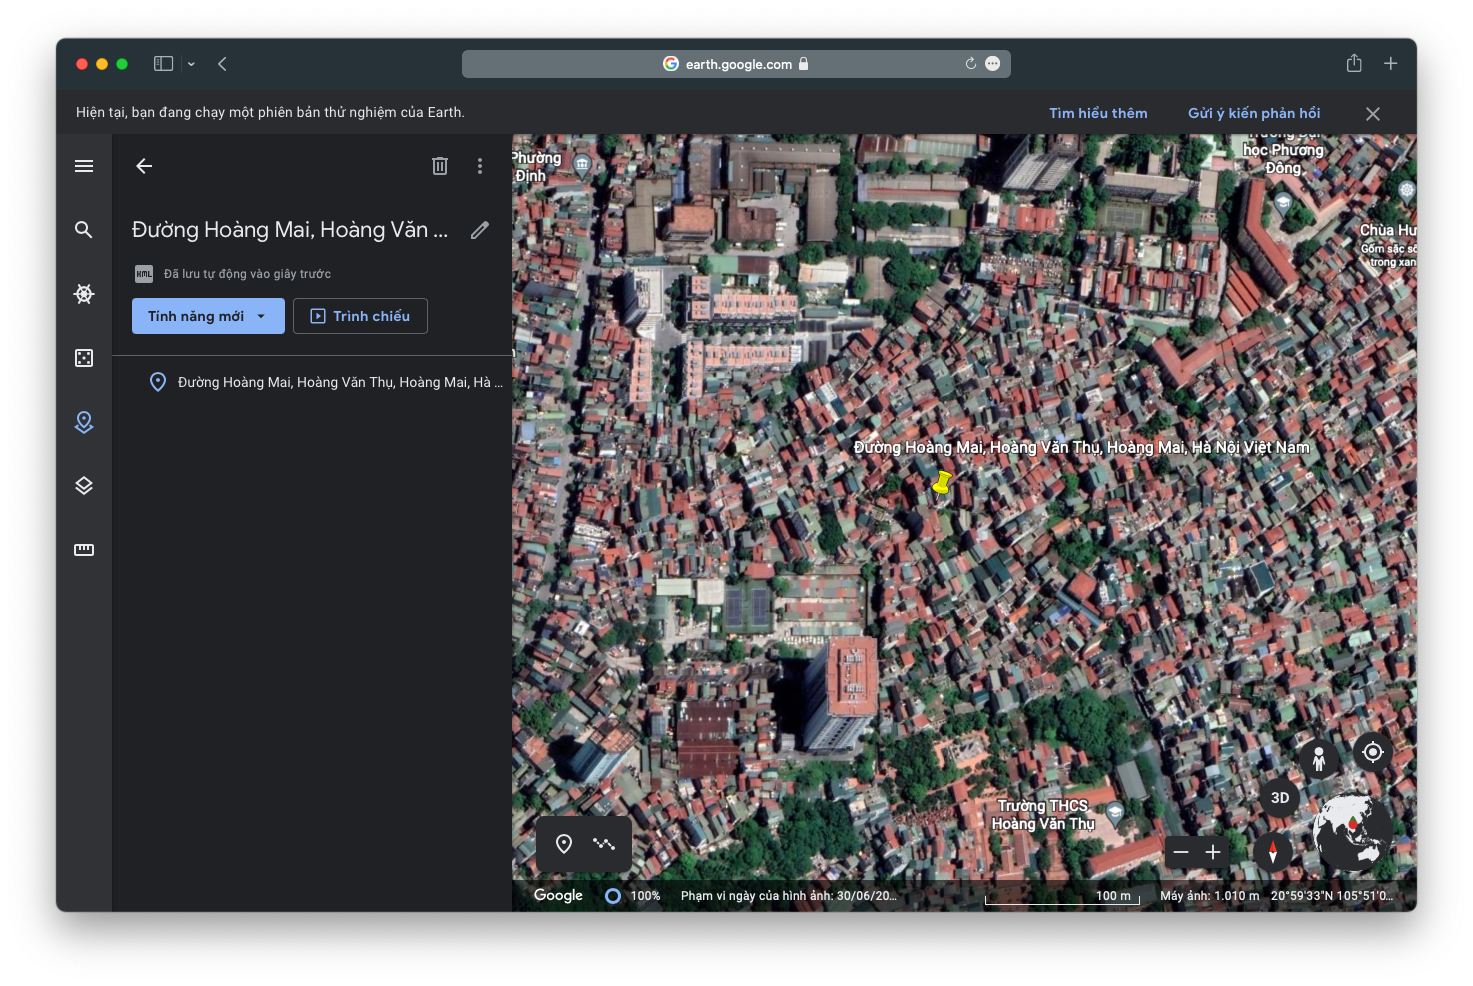 earth.google.com
Hiện tại, bạn đang chạy một phiên bản thử nghiệm của Earth.
Tìm hiểu thêm
Gửi ý kiến phản hồi
Đường Hoàng Mai, Hoàng Văn ...
KML
Đã lưu tự động vào giây trước
Tính năng mới
Trình chiếu
Đường Hoàng Mai, Hoàng Văn Thụ, Hoàng Mai, Hà ...
Phường
Định
học Phương
Đông
Chùa Hư
Gốm sắc số
trong xan
Đường Hoàng Mai, Hoàng Văn Thụ, Hoàng Mai, Hà Nội Việt Nam
Trường THCS
Hoàng Văn Thụ
3D
Google
100%
Phạm vi ngày của hình ảnh: 30/06/20...
100 m
Máy ảnh: 1.010 m
20°59'33"N 105°51'0...